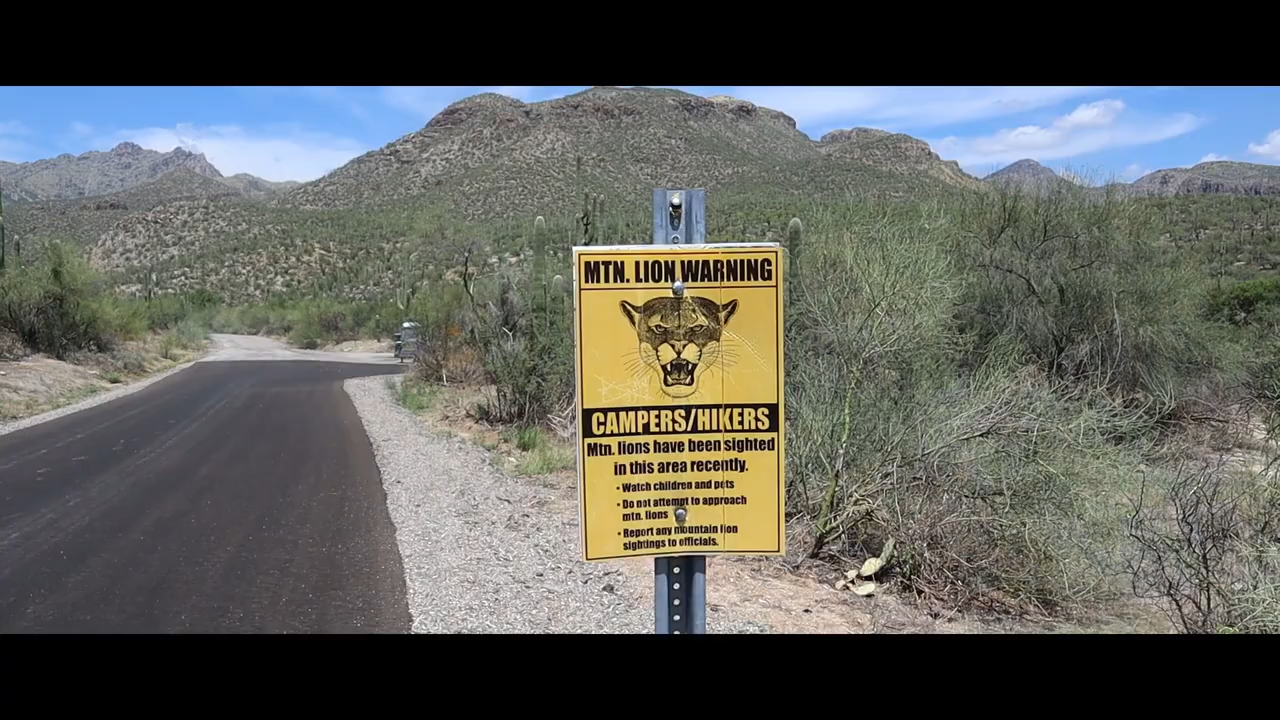 MTN. LION WARNING
CAMPERS/HIKERS
Mtn. lions have been sighted
in this area recently.
• Watch children and pets
• Do not attempt to approach
mtn. lions
• Report any mountain lion
sightings to officials.